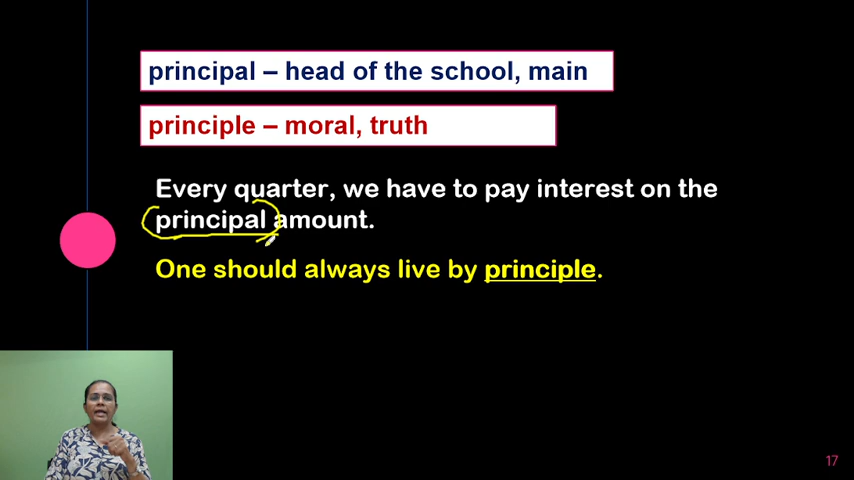 principal – head of the school, main
principle – moral, truth
Every quarter, we have to pay interest on the
principal amount.
One should always live by principle.
17